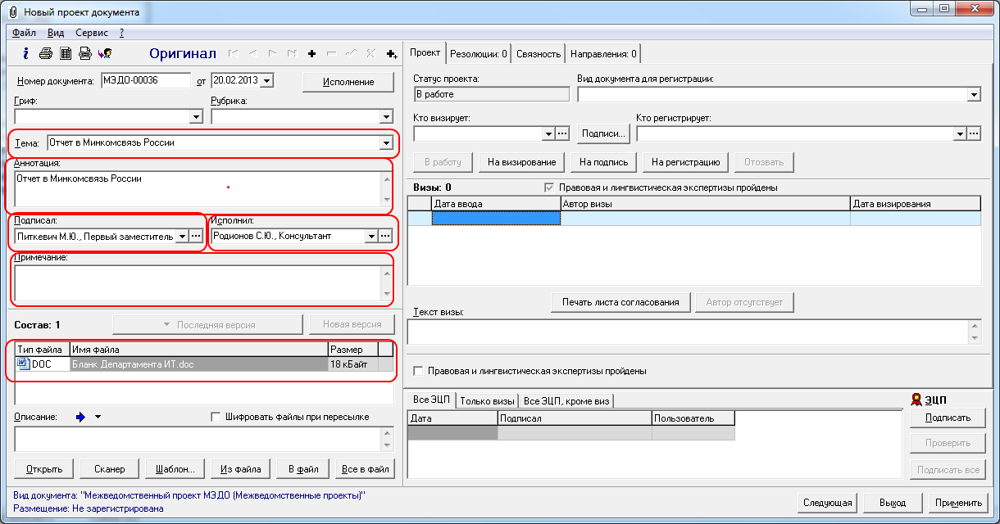 Новый проект документа
Файл Вид Сервис ?
Оригинал
Номер документа: МЭДО-00036 от 20.02.2013 Исполнение
Гриф: Рубрика:
Тема: Отчет в Минкомсвязь России
Аннотация:
Отчет в Минкомсвязь России
Подписал: Исполнил:
Питкевич М.Ю., Первый заместитель Родионов С.Ю., Консультант
Примечание:
Состав: 1 Последняя версия Новая версия
Тип файла Имя файла Размер
DOC Бланк Департамента ИТ.doc 18 кБайт
Описание: Шифровать файлы при пересылке
Открыть Сканер Шаблон... Из файла В файл Все в файл
Вид документа: "Межведомственный проект МЭДО (Межведомственные проекты)"
Размещение: Не зарегистрирована
Проект Резолюции: 0 Связность Направления: 0
Статус проекта: Вид документа для регистрации:
В работе
Кто визирует: Кто регистрирует:
Подписи...
В работу На визирование На подпись На регистрацию Отозвать
Визы: 0 Правовая и лингвистическая экспертизы пройдены
Дата ввода Автор визы Дата визирования
Печать листа согласования Автор отсутствует
Текст визы:
Правовая и лингвистическая экспертизы пройдены
Все ЭЦП Только визы Все ЭЦП, кроме виз
Дата Подписал Пользователь
ЭЦП
Подписать
Проверить
Подписать все
Следующая Выход Применить